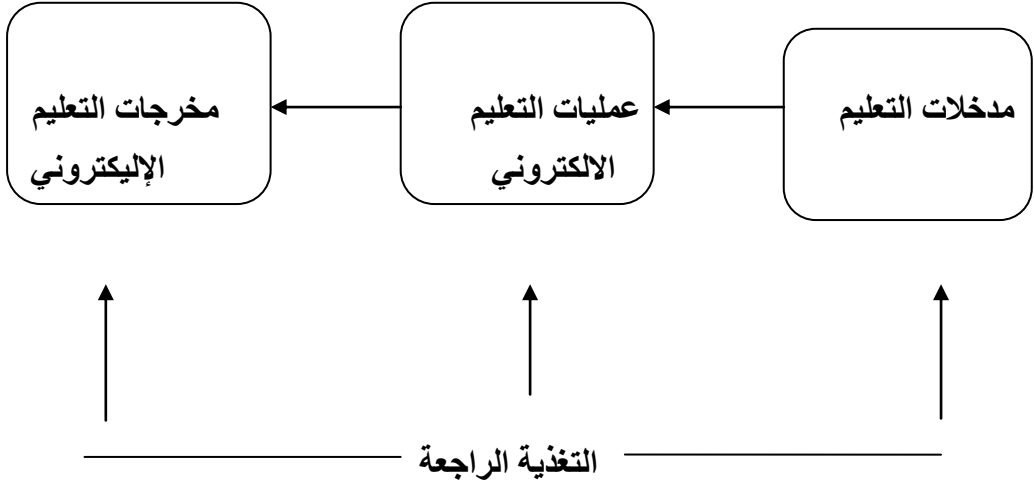 مدخلات التعليم
عمليات التعليم
الالكتروني
مخرجات التعليم
الإليكتروني
التغذية الراجعة